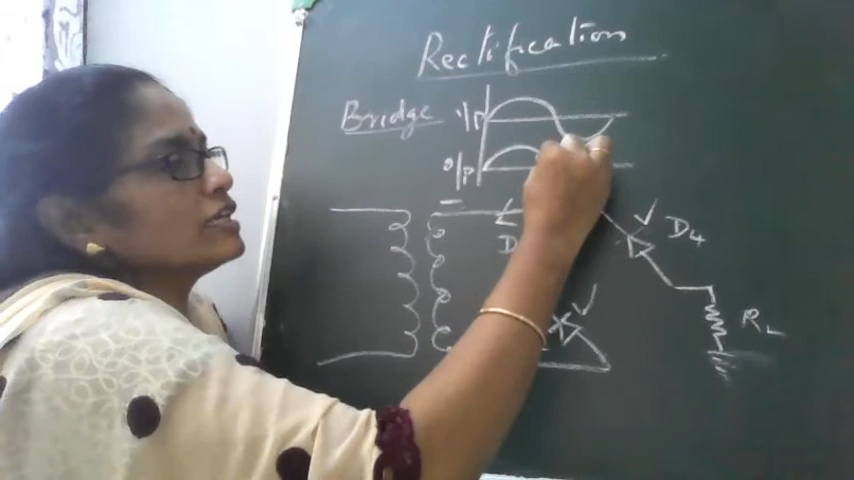 Rectification
Bridge
I/P
O/P
D4
RL